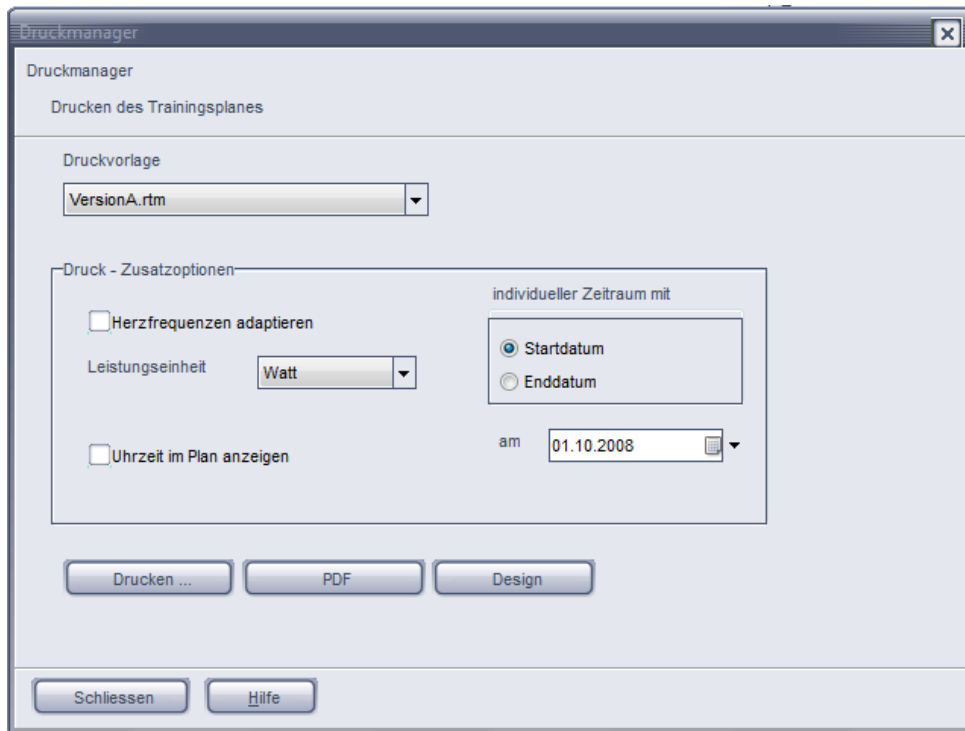 Druckmanager
Druckmanager
Drucken des Trainingsplanes
Druckvorlage
VersionA.rtm
Druck - Zusatzoptionen
individueller Zeitraum mit
Herzfrequenzen adaptieren
Startdatum
Leistungseinheit
Watt
Enddatum
am
01.10.2008
Uhrzeit im Plan anzeigen
Drucken ...
PDF
Design
Schliessen
Hilfe